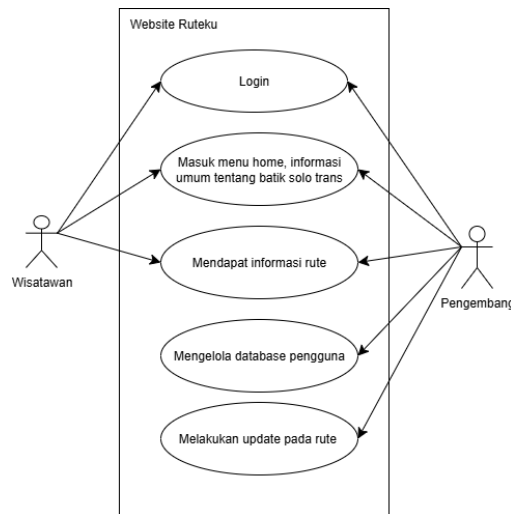 Website Ruteku
Login
Masuk menu home, informasi
umum tentang batik solo trans
Mendapat informasi rute
Wisatawan
Pengembang
Mengelola database pengguna
Melakukan update pada rute